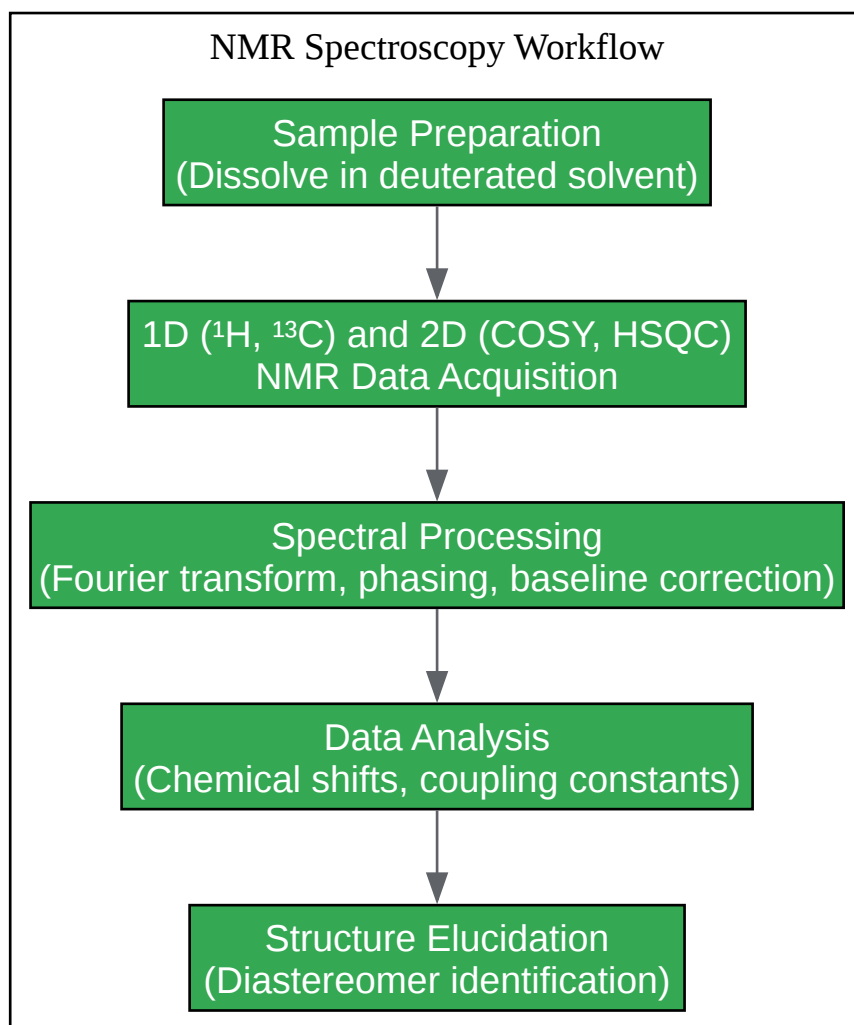 NMR Spectroscopy Workflow
Sample Preparation
(Dissolve in deuterated solvent)
1D (¹H, ¹³C) and 2D (COSY, HSQC)
NMR Data Acquisition
Spectral Processing
(Fourier transform, phasing, baseline correction)
Data Analysis
(Chemical shifts, coupling constants)
Structure Elucidation
(Diastereomer identification)